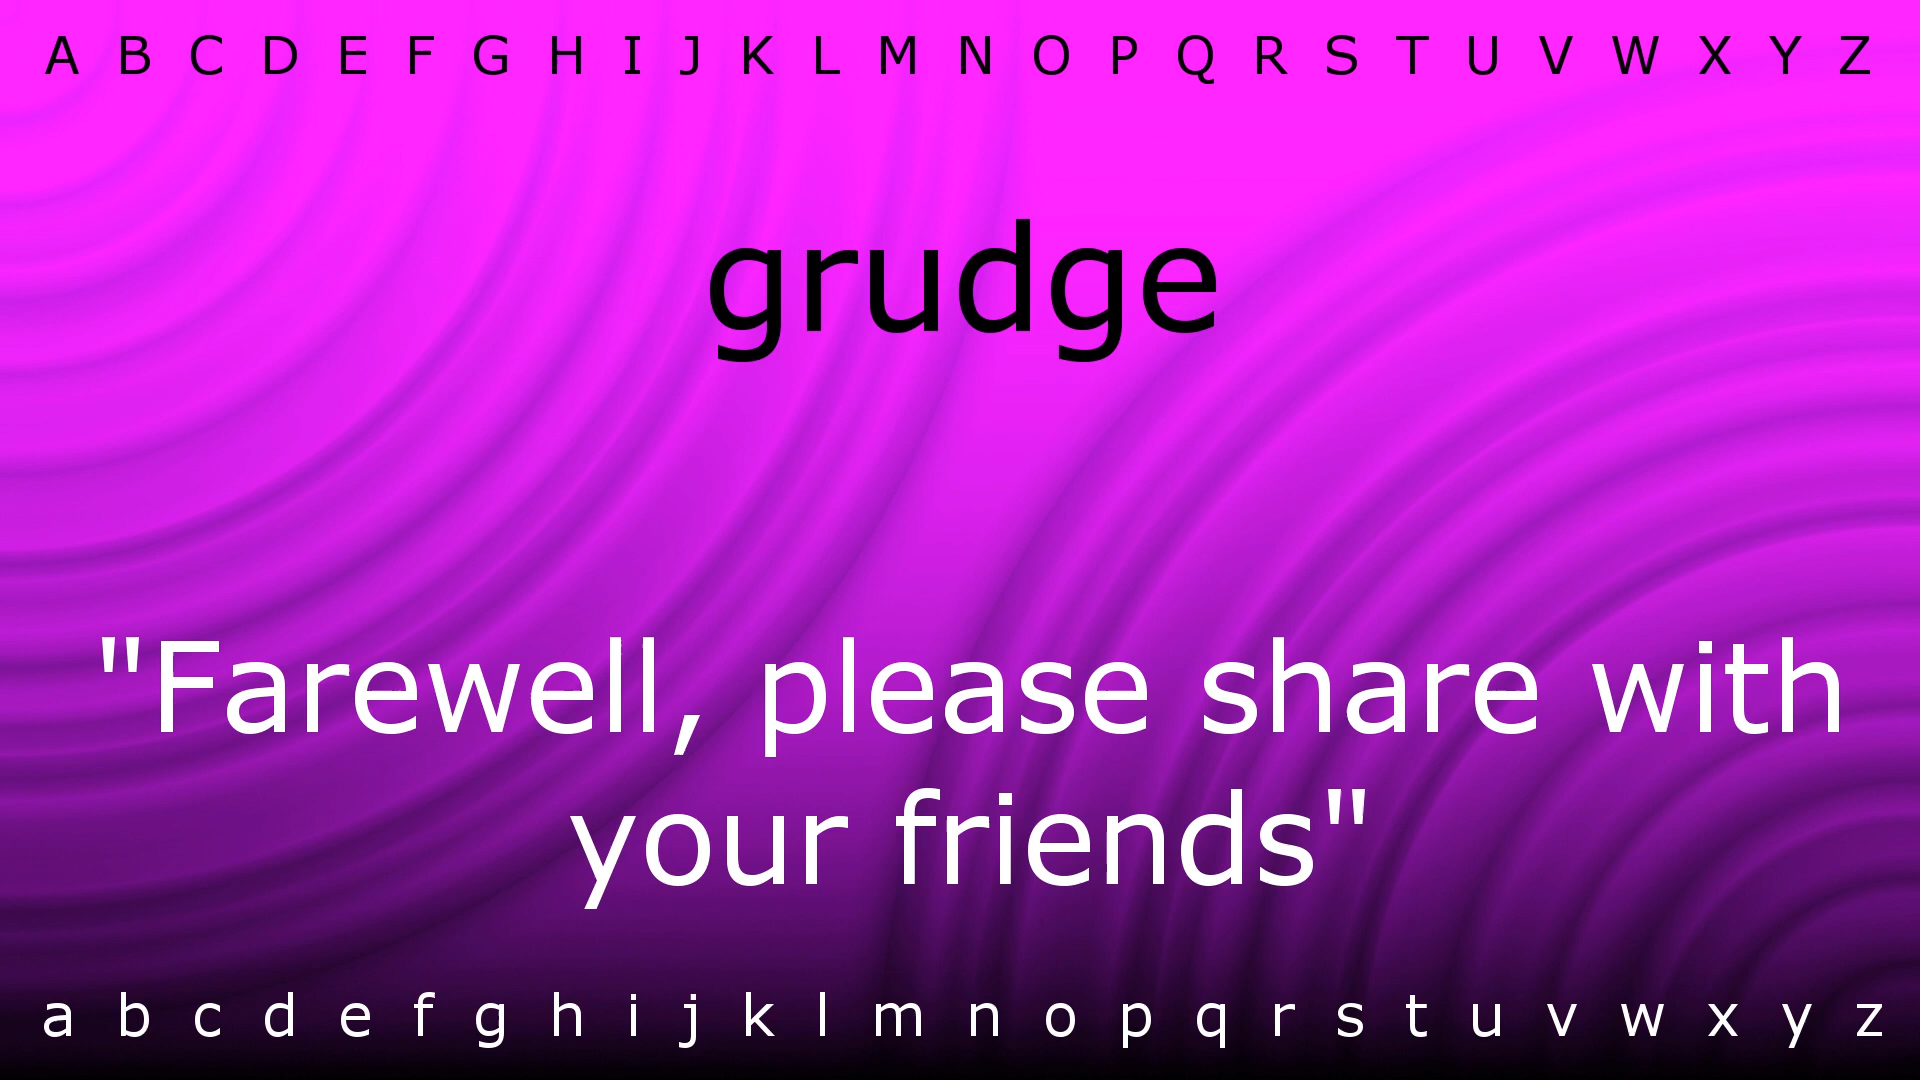 A B C D E F G H I J K L M N O P Q R S T U V W X Y Z
grudge
"Farewell, please share with
your friends"
a b c d e f g h i j k l m n o p q r s t u v w x y z